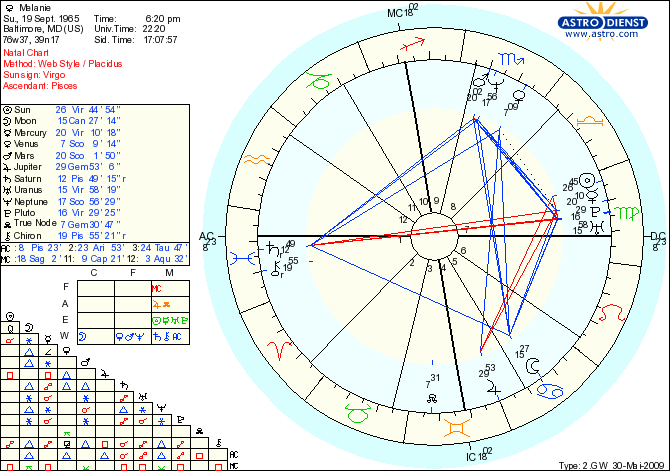 ♀ Melanie
Su., 19 Sept. 1965 Time: 6:20 pm
Baltimore, MD (US) Univ.Time: 22:20
76w37, 39n17 Sid. Time: 17:07:57
Natal Chart
Method: Web Style / Placidus
Sunsign: Virgo
Ascendant: Pisces
ASTRO DIENST
www.astro.com
☉ Sun 26 Vir 44'54"
☽ Moon 15 Can 27'14"
☿ Mercury 20 Vir 10'18"
♀ Venus 7 Sco 9'14"
♂ Mars 20 Sco 1'50"
♃ Jupiter 29 Gem 53' 6"
♄ Saturn 12 Pis 49'15"r
♅ Uranus 15 Vir 58'19"
♆ Neptune 17 Sco 56'29"
♇ Pluto 16 Vir 29'25"
True Node 7 Gem 30'47"
Chiron 19 Pis 55'21"r
AC: 8 Pis 23' 2: 23 Ari 53' 3: 24 Tau 47'
MC: 18 Sag 2' 11: 9 Cap 21' 12: 3 Aqu 32'
C F M
F MC
A
E
W AC
AC
MC
MC 18 02
20 02 17 56 7 09
26 45
20 10
16 29
15 58
AC 8 23
DC 8 23
12 49
19 55
12 11 10 9 8 7
1 2 3 4 5 6
15 27
29 53
7 31
IC 18 02
Type: 2.GW 30-Mai-2009